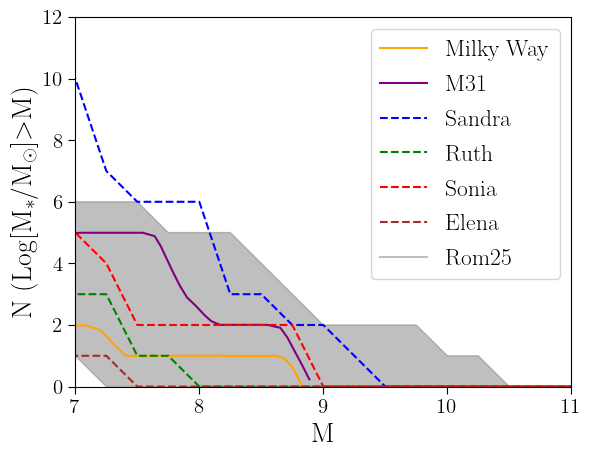 12
10
8
6
4
2
0
N (Log[M*/M⊙]>M)
7
8
9
10
11
M
Milky Way
M31
Sandra
Ruth
Sonia
Elena
Rom25